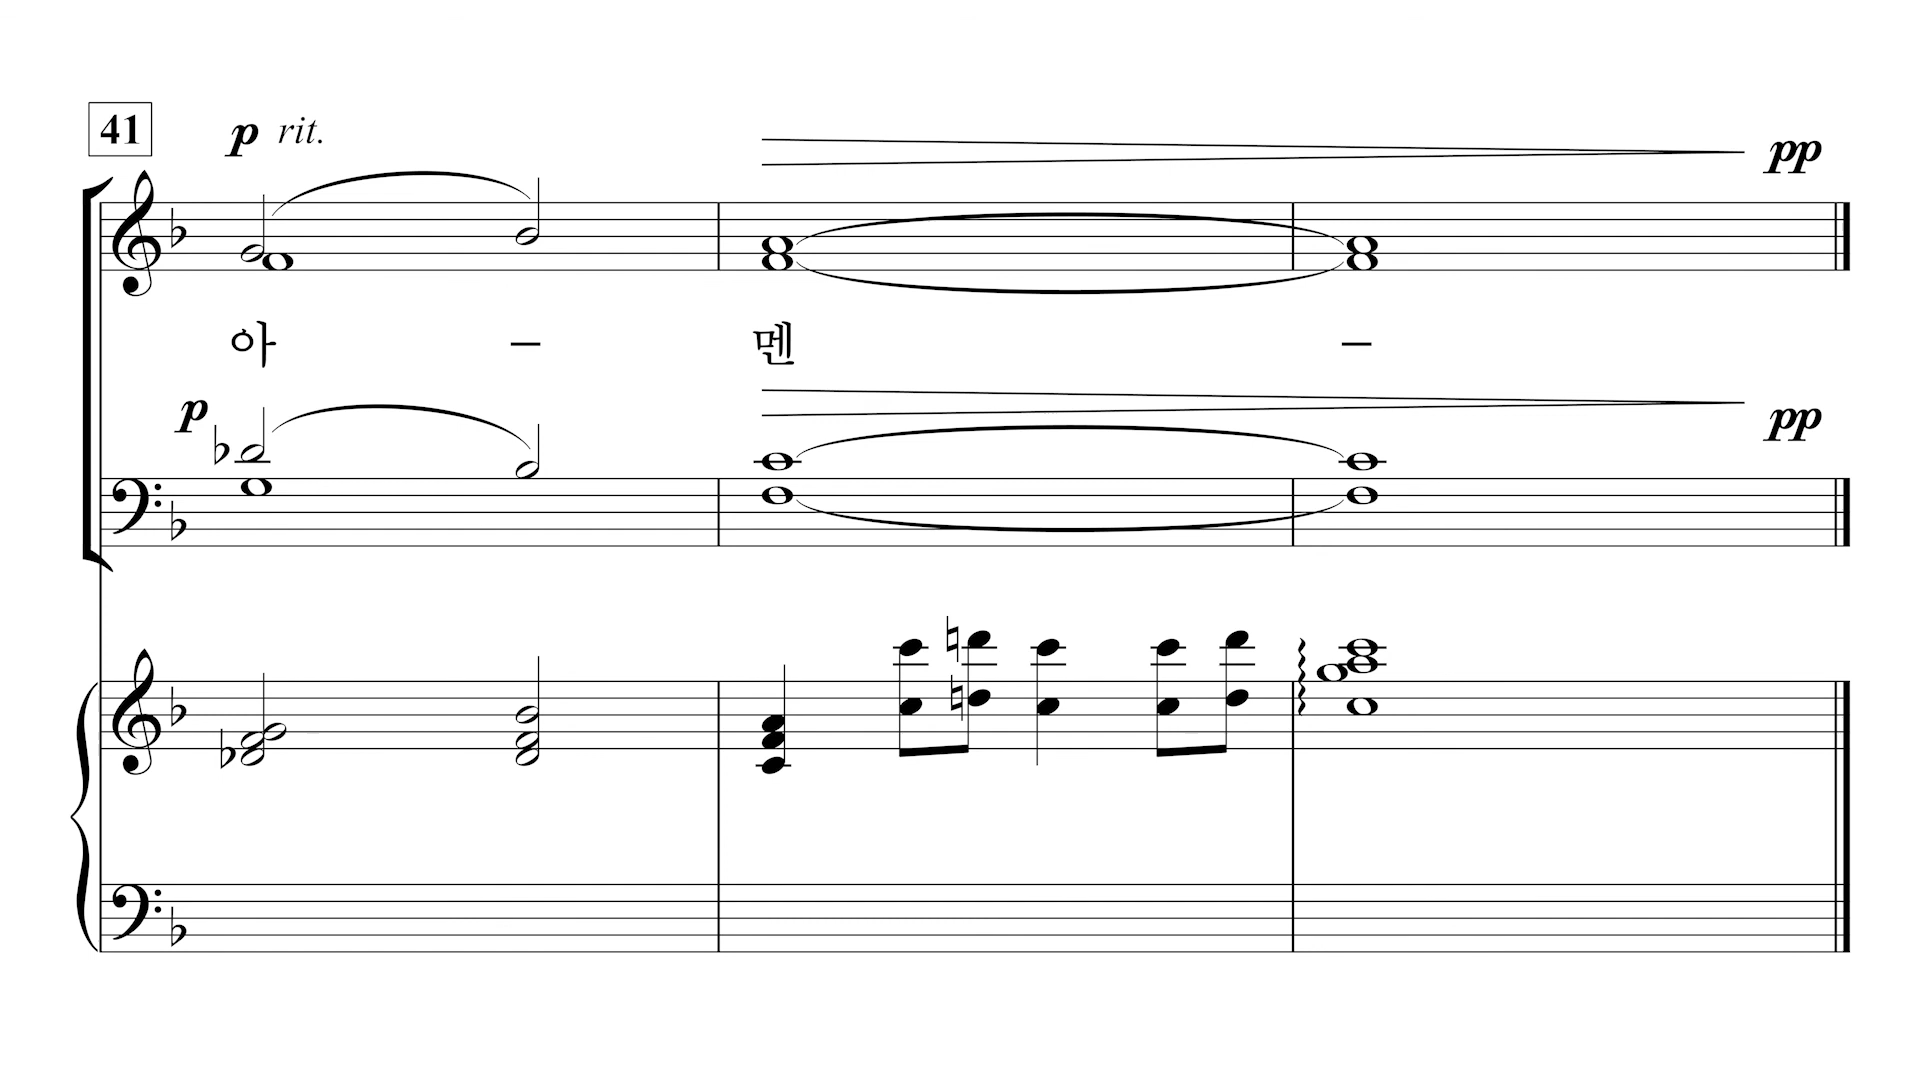 41 p rit.
pp
아 – 멘 –
p
pp